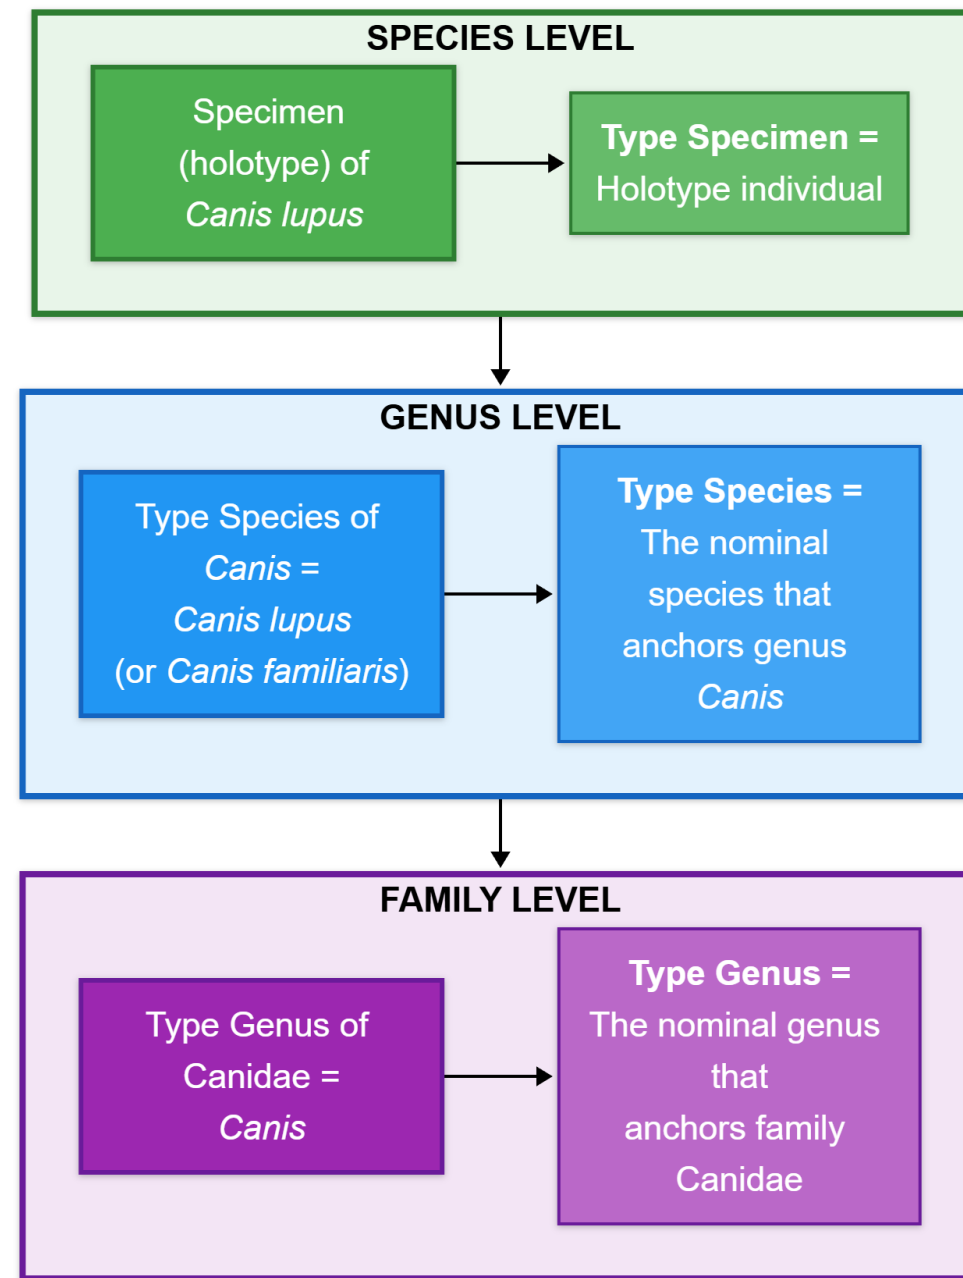 SPECIES LEVEL
Specimen
(holotype) of
Canis lupus
Type Specimen =
Holotype individual
GENUS LEVEL
Type Species of
Canis =
Canis lupus
(or Canis familiaris)
Type Species =
The nominal
species that
anchors genus
Canis
FAMILY LEVEL
Type Genus of
Canidae =
Canis
Type Genus =
The nominal genus
that
anchors family
Canidae